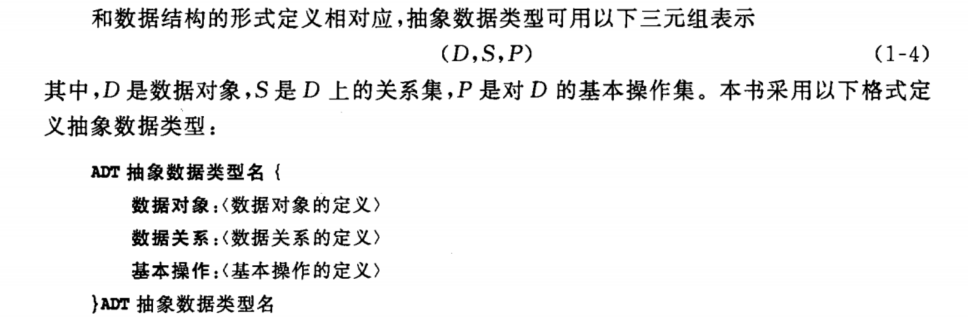 和数据结构的形式定义相对应,抽象数据类型可用以下三元组表示
(D,S,P) (1-4)
其中,D 是数据对象,S 是 D 上的关系集,P 是对 D 的基本操作集。本书采用以下格式定
义抽象数据类型:
ADT 抽象数据类型名 {
数据对象:〈数据对象的定义〉
数据关系:〈数据关系的定义〉
基本操作:〈基本操作的定义〉
}ADT 抽象数据类型名